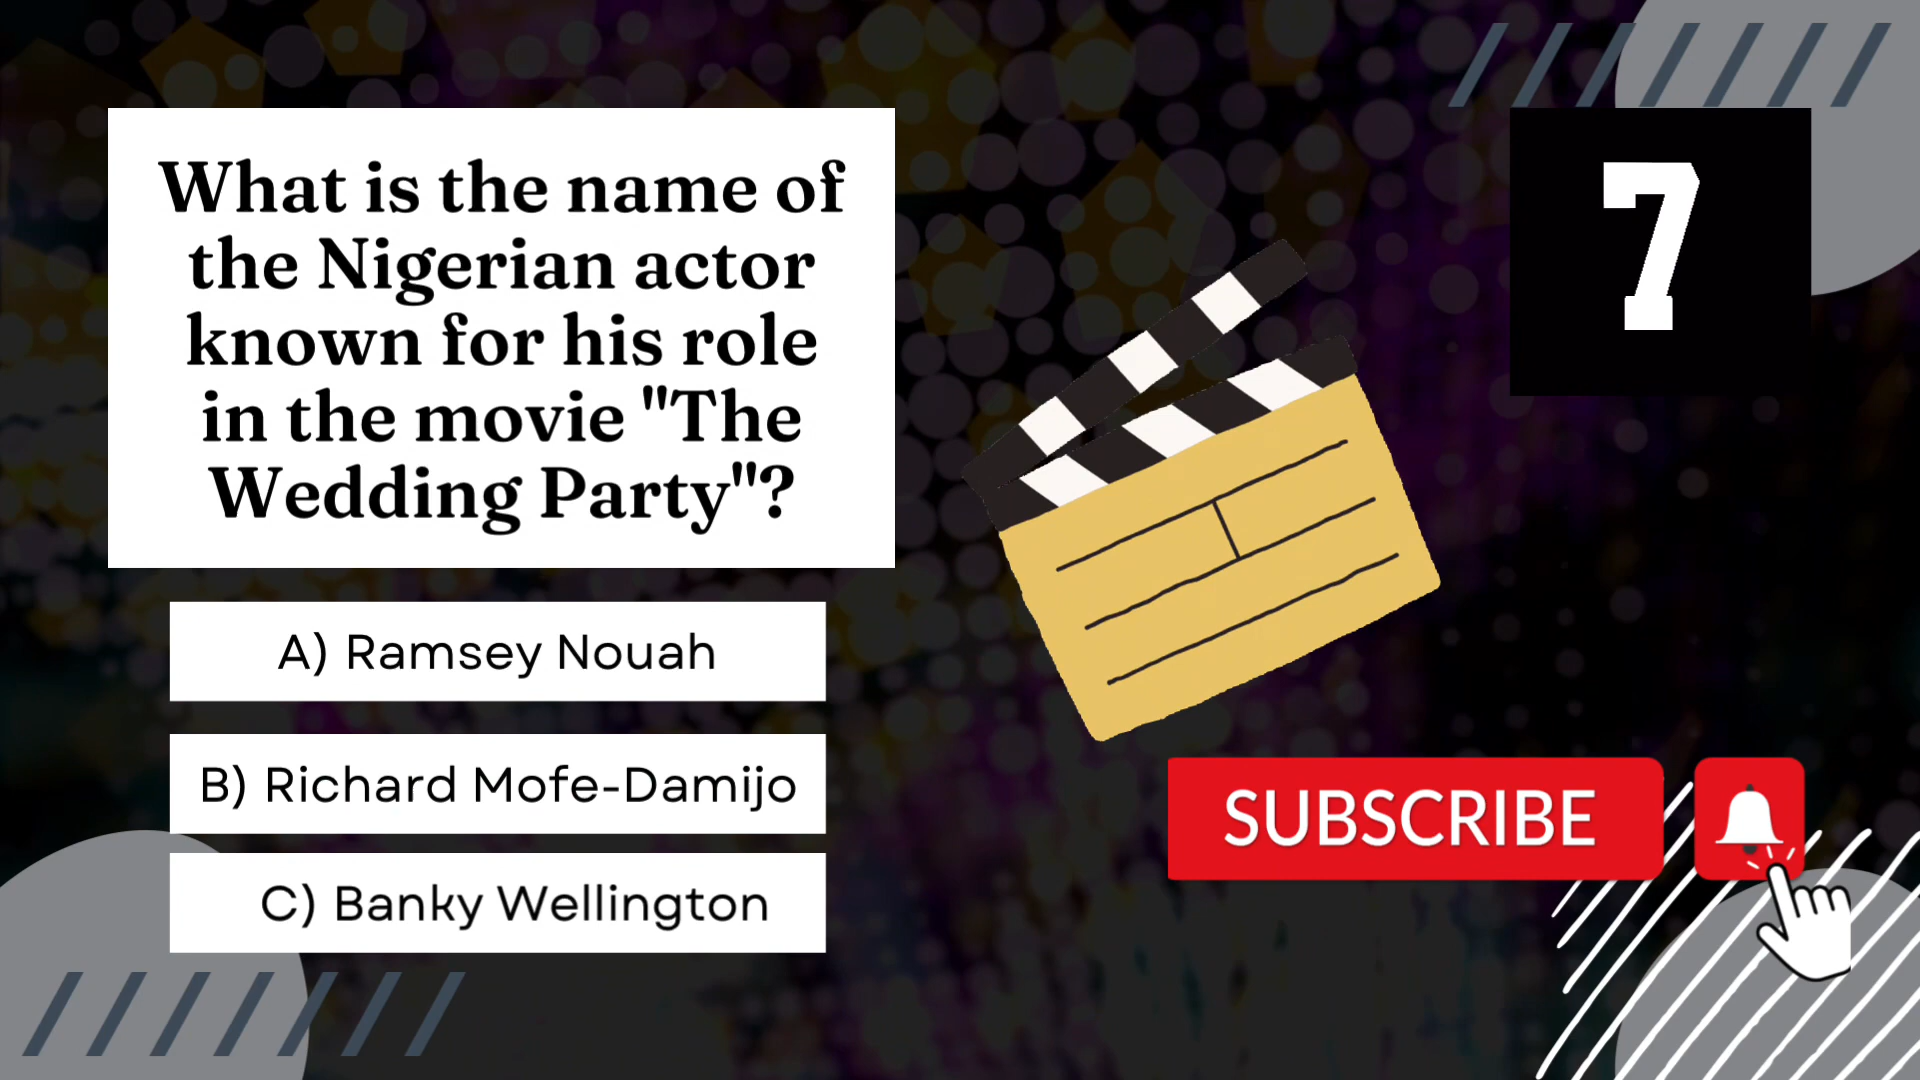 What is the name of
the Nigerian actor
known for his role
in the movie "The
Wedding Party"?
7
A) Ramsey Nouah
B) Richard Mofe-Damijo
C) Banky Wellington
SUBSCRIBE